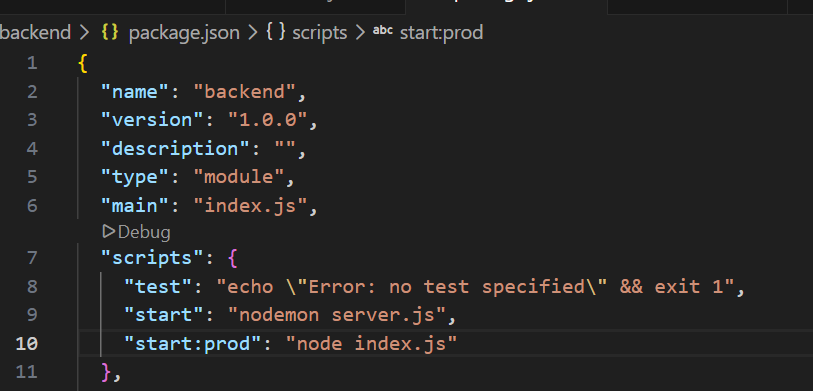 backend > {} package.json > { } scripts > abc start:prod
1 {
2 "name": "backend",
3 "version": "1.0.0",
4 "description": "",
5 "type": "module",
6 "main": "index.js",
Debug
7 "scripts": {
8 "test": "echo \"Error: no test specified\" && exit 1",
9 "start": "nodemon server.js",
10 "start:prod": "node index.js"
11 },